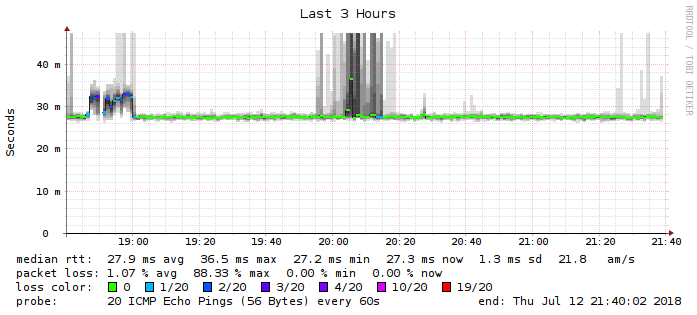 Last 3 Hours
RRDTOOL / TOBI OETIKER
Seconds
40 m
30 m
20 m
10 m
0
19:00 19:20 19:40 20:00 20:20 20:40 21:00 21:20 21:40
median rtt: 27.9 ms avg 36.5 ms max 27.2 ms min 27.3 ms now 1.3 ms sd 21.8 am/s
packet loss: 1.07 % avg 88.33 % max 0.00 % min 0.00 % now
loss color: 0 1/20 2/20 3/20 4/20 10/20 19/20
probe: 20 ICMP Echo Pings (56 Bytes) every 60s end: Thu Jul 12 21:40:02 2018